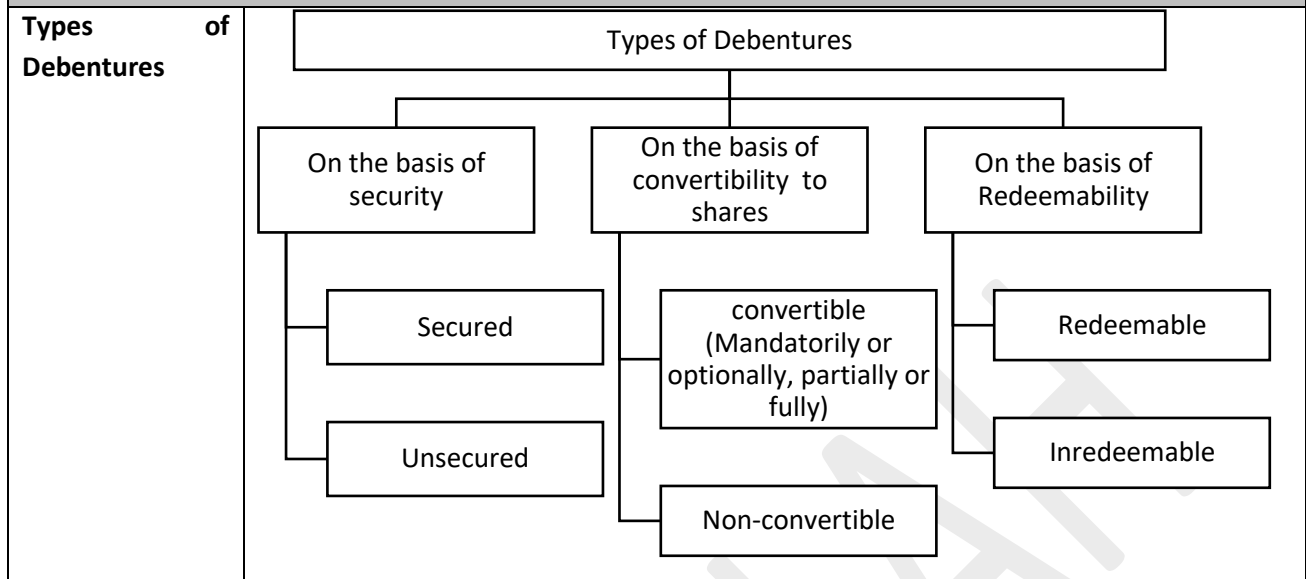 Types of
Debentures
Types of Debentures
On the basis of
security
Secured
Unsecured
On the basis of
convertibility to
shares
convertible
(Mandatorily or
optionally, partially or
fully)
Non-convertible
On the basis of
Redeemability
Redeemable
Inredeemable